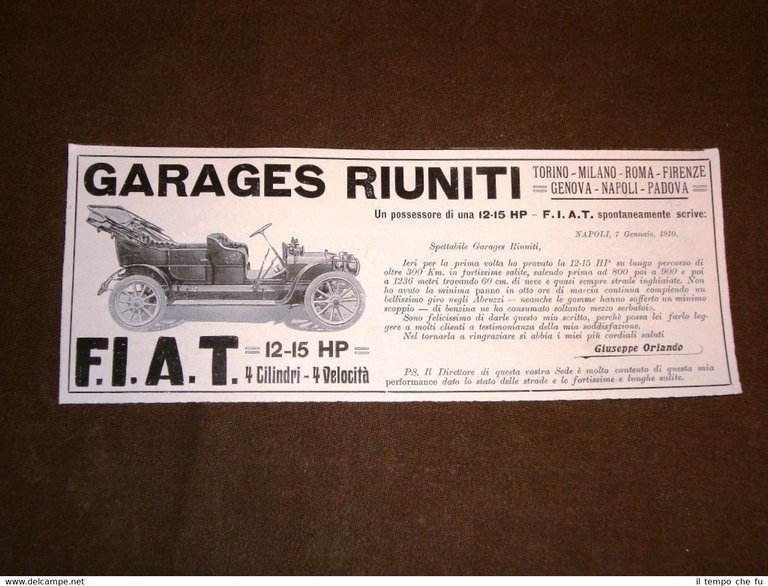 GARAGES RIUNITI
TORINO - MILANO - ROMA - FIRENZE
GENOVA - NAPOLI - PADOVA
Un possessore di una 12-15 HP - F.I.A.T. spontaneamente scrive:
NAPOLI, 7 Gennaio, 1910.
Spettabile Garages Riuniti,
Ieri per la prima volta ho provato la 12-15 HP su lungo percorso di
oltre 300 Km. in fortissime salite, salendo prima ad 800 poi a 900 e poi
a 1236 metri trovando 60 cm. di neve e quasi sempre strade inghiaiate. Non
ho avuto la minima panne in otto ore di marcia continua compiendo un
bellissimo giro negli Abruzzi — neanche le gomme hanno sofferto un minimo
scoppio — di benzina ne ho consumato soltanto mezzo serbatoio.
Sono felicissimo di darle questo mio scritto, perchè possa lei farlo leg-
gere a molti clienti a testimonianza della mia soddisfazione.
Nel tornarla a ringraziare si abbia i miei più cordiali saluti
Giuseppe Orlando
PS. Il Direttore di questa vostra Sede è molto contento di questa mia
performance dato lo stato delle strade e le fortissime e lunghe salite.
F.I.A.T.
12-15 HP
4 Cilindri - 4 Velocità
il tempo che fu